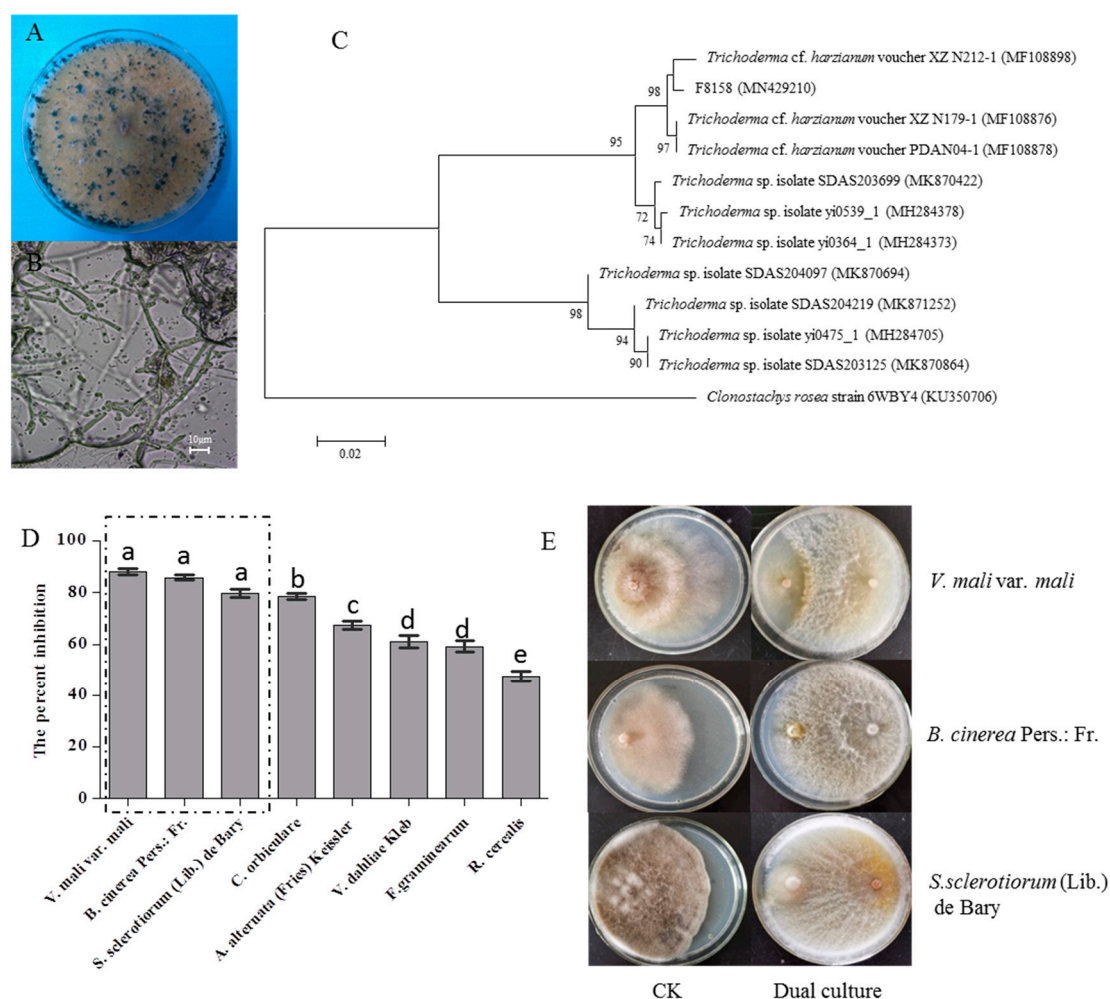 A
B
10μm
C
Trichoderma cf. harzianum voucher XZ N212-1 (MF108898)
98
F8158 (MN429210)
Trichoderma cf. harzianum voucher XZ N179-1 (MF108876)
95
97
Trichoderma cf. harzianum voucher PDAN04-1 (MF108878)
Trichoderma sp. isolate SDAS203699 (MK870422)
72
Trichoderma sp. isolate yi0539_1 (MH284378)
74
Trichoderma sp. isolate yi0364_1 (MH284373)
Trichoderma sp. isolate SDAS204097 (MK870694)
98
Trichoderma sp. isolate SDAS204219 (MK871252)
94
Trichoderma sp. isolate yi0475_1 (MH284705)
90
Trichoderma sp. isolate SDAS203125 (MK870864)
Clonostachys rosea strain 6WBY4 (KU350706)
0.02
D
The percent inhibition
100
80
60
40
20
0
a
a
a
b
c
d
d
e
V. mali var. mali
B. cinerea Pers.: Fr.
S. sclerotiorum (Lib.) de Bary
C. orbiculare
A. alternata (Fries) Keissler
V. dahliae Kleb
F.graminearum
R. cerealis
E
V. mali var. mali
B. cinerea Pers.: Fr.
S.sclerotiorum (Lib.)
de Bary
CK
Dual culture